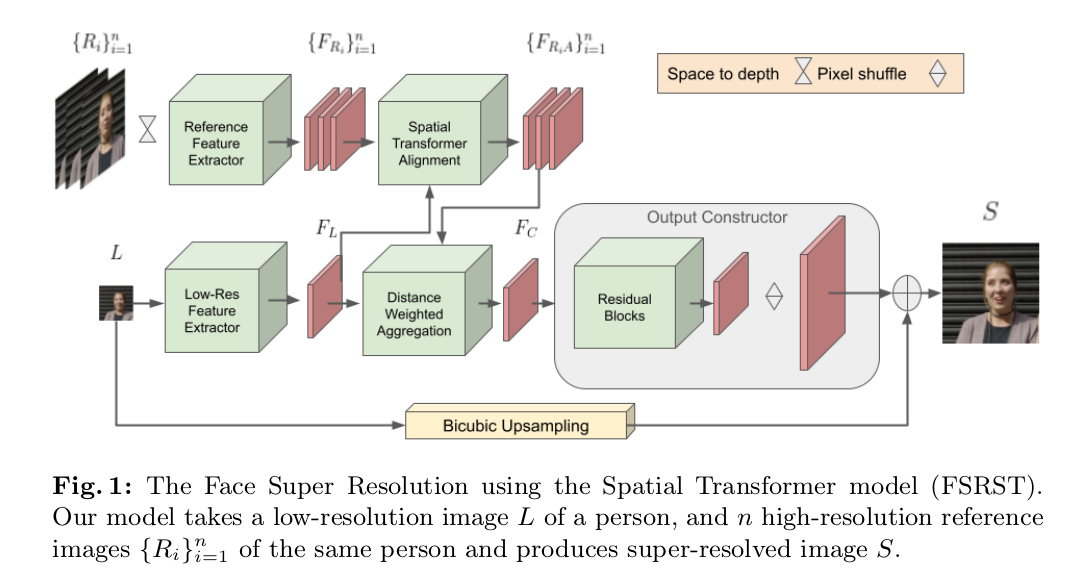 {R_i}_{i=1}^n
{F_{R_i}}_{i=1}^n
{F_{R_iA}}_{i=1}^n
Space to depth
Pixel shuffle
Reference
Feature
Extractor
Spatial
Transformer
Alignment
L
F_L
F_C
Output Constructor
S
Low-Res
Feature
Extractor
Distance
Weighted
Aggregation
Residual
Blocks
Bicubic Upsampling
Fig. 1: The Face Super Resolution using the Spatial Transformer model (FSRST).
Our model takes a low-resolution image L of a person, and n high-resolution reference
images {R_i}_{i=1}^n of the same person and produces super-resolved image S.